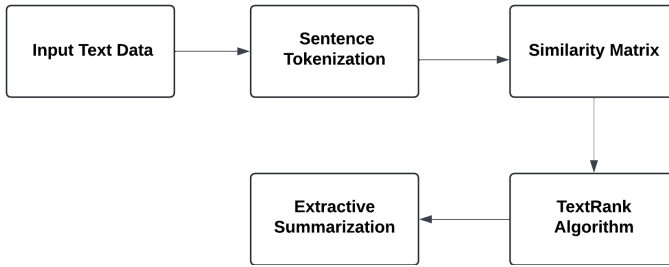 Input Text Data
Sentence
Tokenization
Similarity Matrix
TextRank
Algorithm
Extractive
Summarization